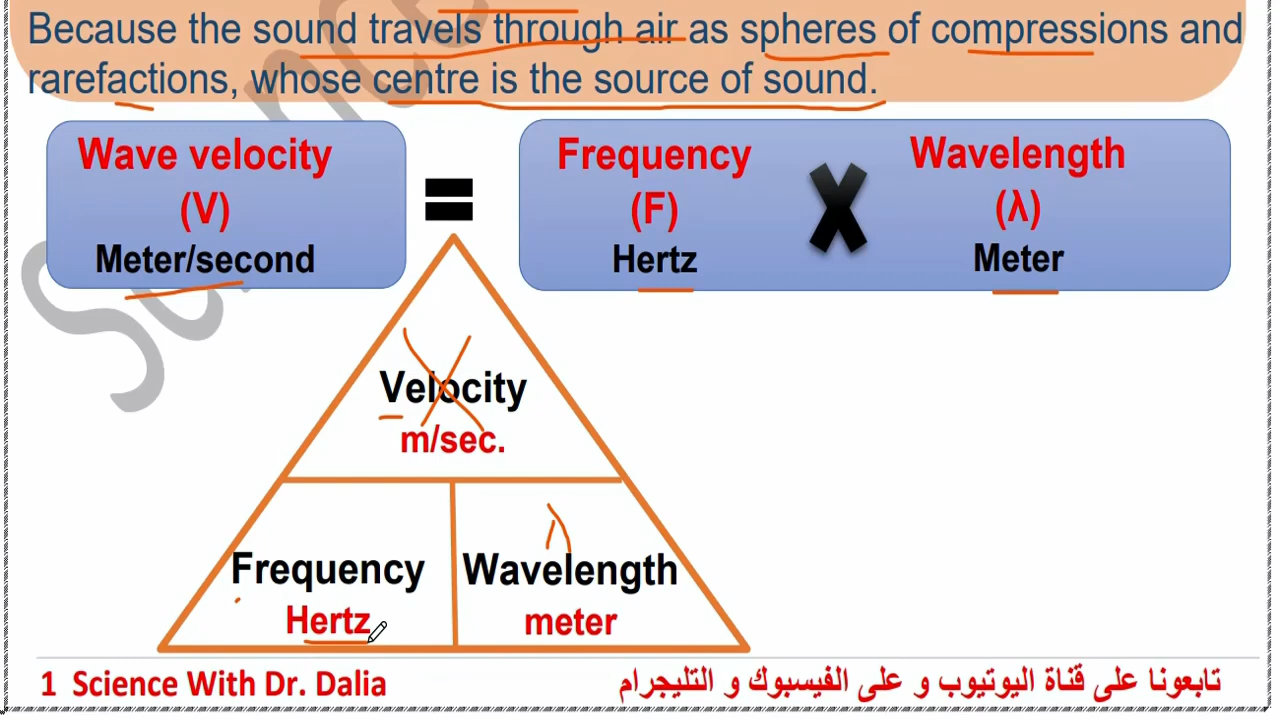 Because the sound travels through air as spheres of compressions and
rarefactions, whose centre is the source of sound.
Wave velocity
(V)
Meter/second
=
Frequency
(F)
Hertz
X
Wavelength
(λ)
Meter
Velocity
m/sec.
λ
Frequency
Hertz
Wavelength
meter
1 Science With Dr. Dalia
تابعونا على قناة اليوتيوب و على الفيسبوك و التليجرام
Science